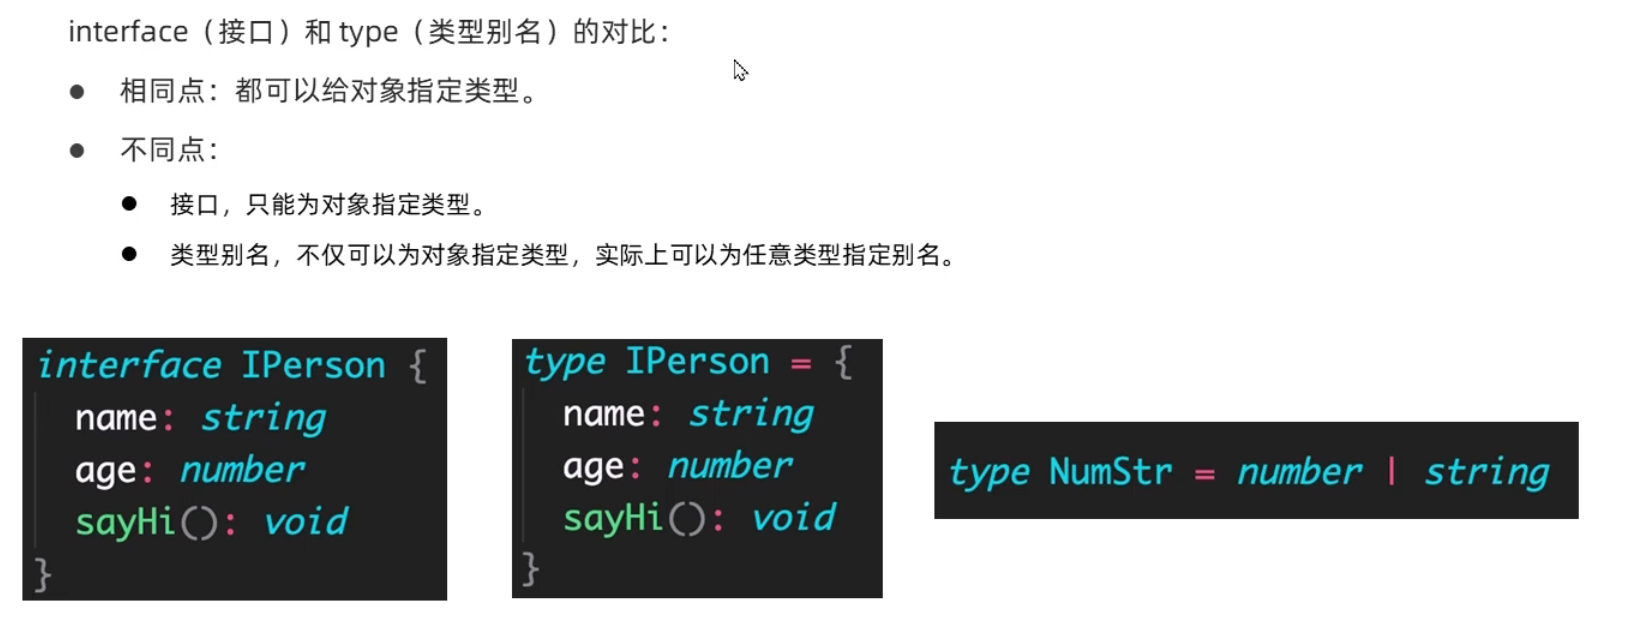 interface（接口）和 type（类型别名）的对比：
● 相同点：都可以给对象指定类型。
● 不同点：
● 接口，只能为对象指定类型。
● 类型别名，不仅可以为对象指定类型，实际上可以为任意类型指定别名。
interface IPerson {
name: string
age: number
sayHi(): void
}
type IPerson = {
name: string
age: number
sayHi(): void
}
type NumStr = number | string